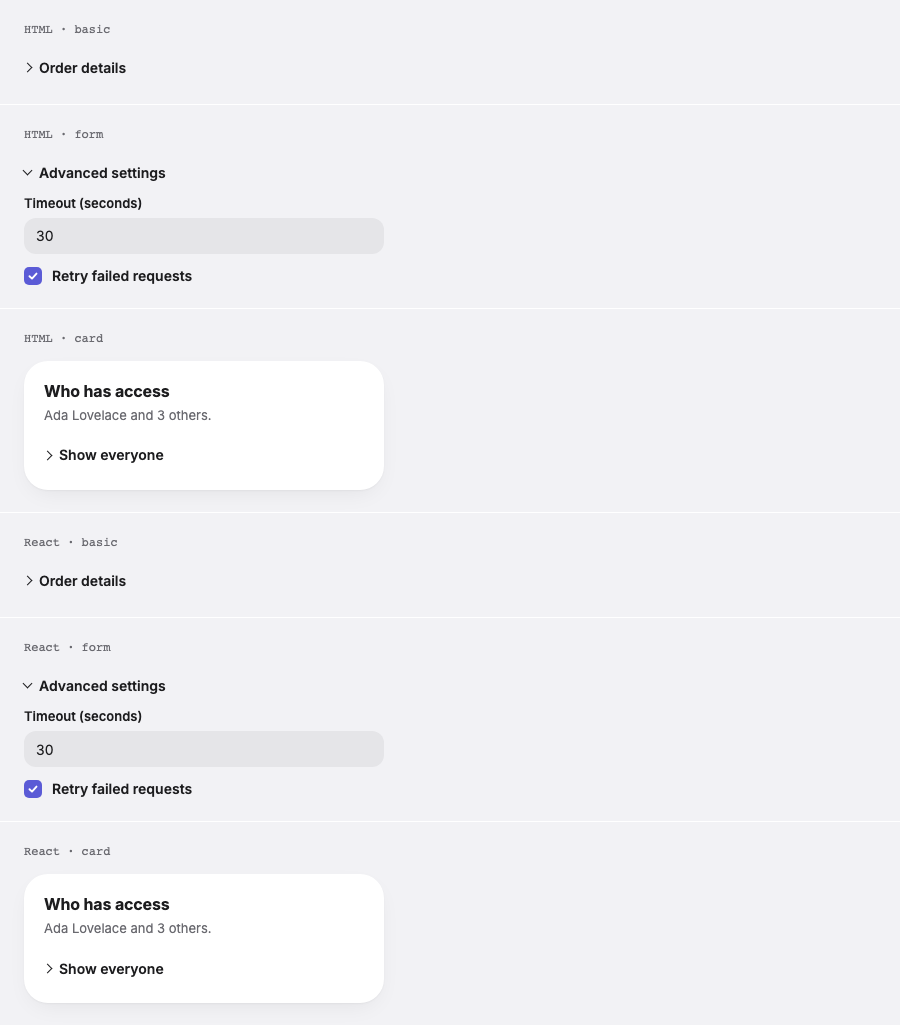 HTML · basic
Order details
HTML · form
Advanced settings
Timeout (seconds)
30
Retry failed requests
HTML · card
Who has access
Ada Lovelace and 3 others.
Show everyone
React · basic
Order details
React · form
Advanced settings
Timeout (seconds)
30
Retry failed requests
React · card
Who has access
Ada Lovelace and 3 others.
Show everyone